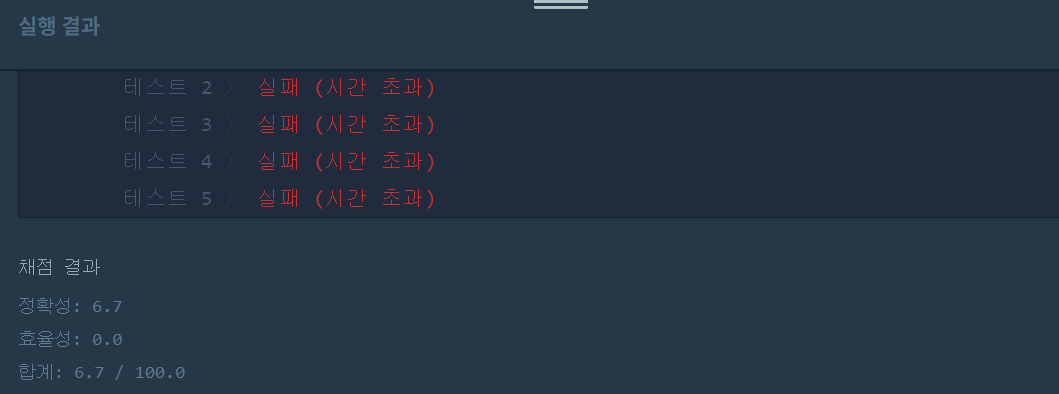 실행 결과
테스트 2 〉 실패 (시간 초과)
테스트 3 〉 실패 (시간 초과)
테스트 4 〉 실패 (시간 초과)
테스트 5 〉 실패 (시간 초과)
채점 결과
정확성: 6.7
효율성: 0.0
합계: 6.7 / 100.0